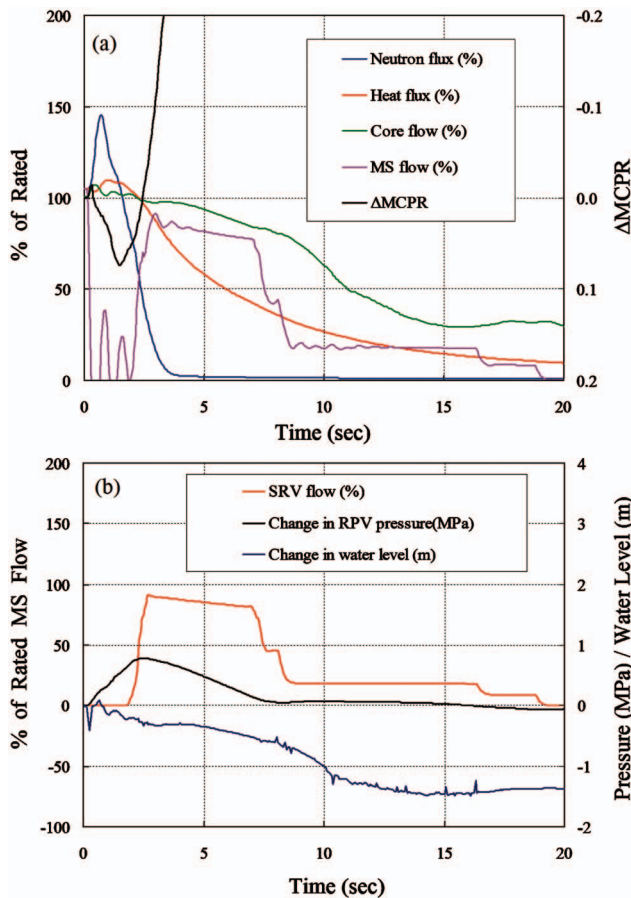 (a)
200
150
100
50
0
% of Rated
Neutron flux (%)
Heat flux (%)
Core flow (%)
MS flow (%)
ΔMCPR
-0.2
-0.1
0.0
0.1
0.2
ΔMCPR
0 5 10 15 20
Time (sec)
(b)
200
150
100
50
0
-50
-100
% of Rated MS Flow
SRV flow (%)
Change in RPV pressure(MPa)
Change in water level (m)
4
3
2
1
0
-1
-2
Pressure (MPa) / Water Level (m)
0 5 10 15 20
Time (sec)